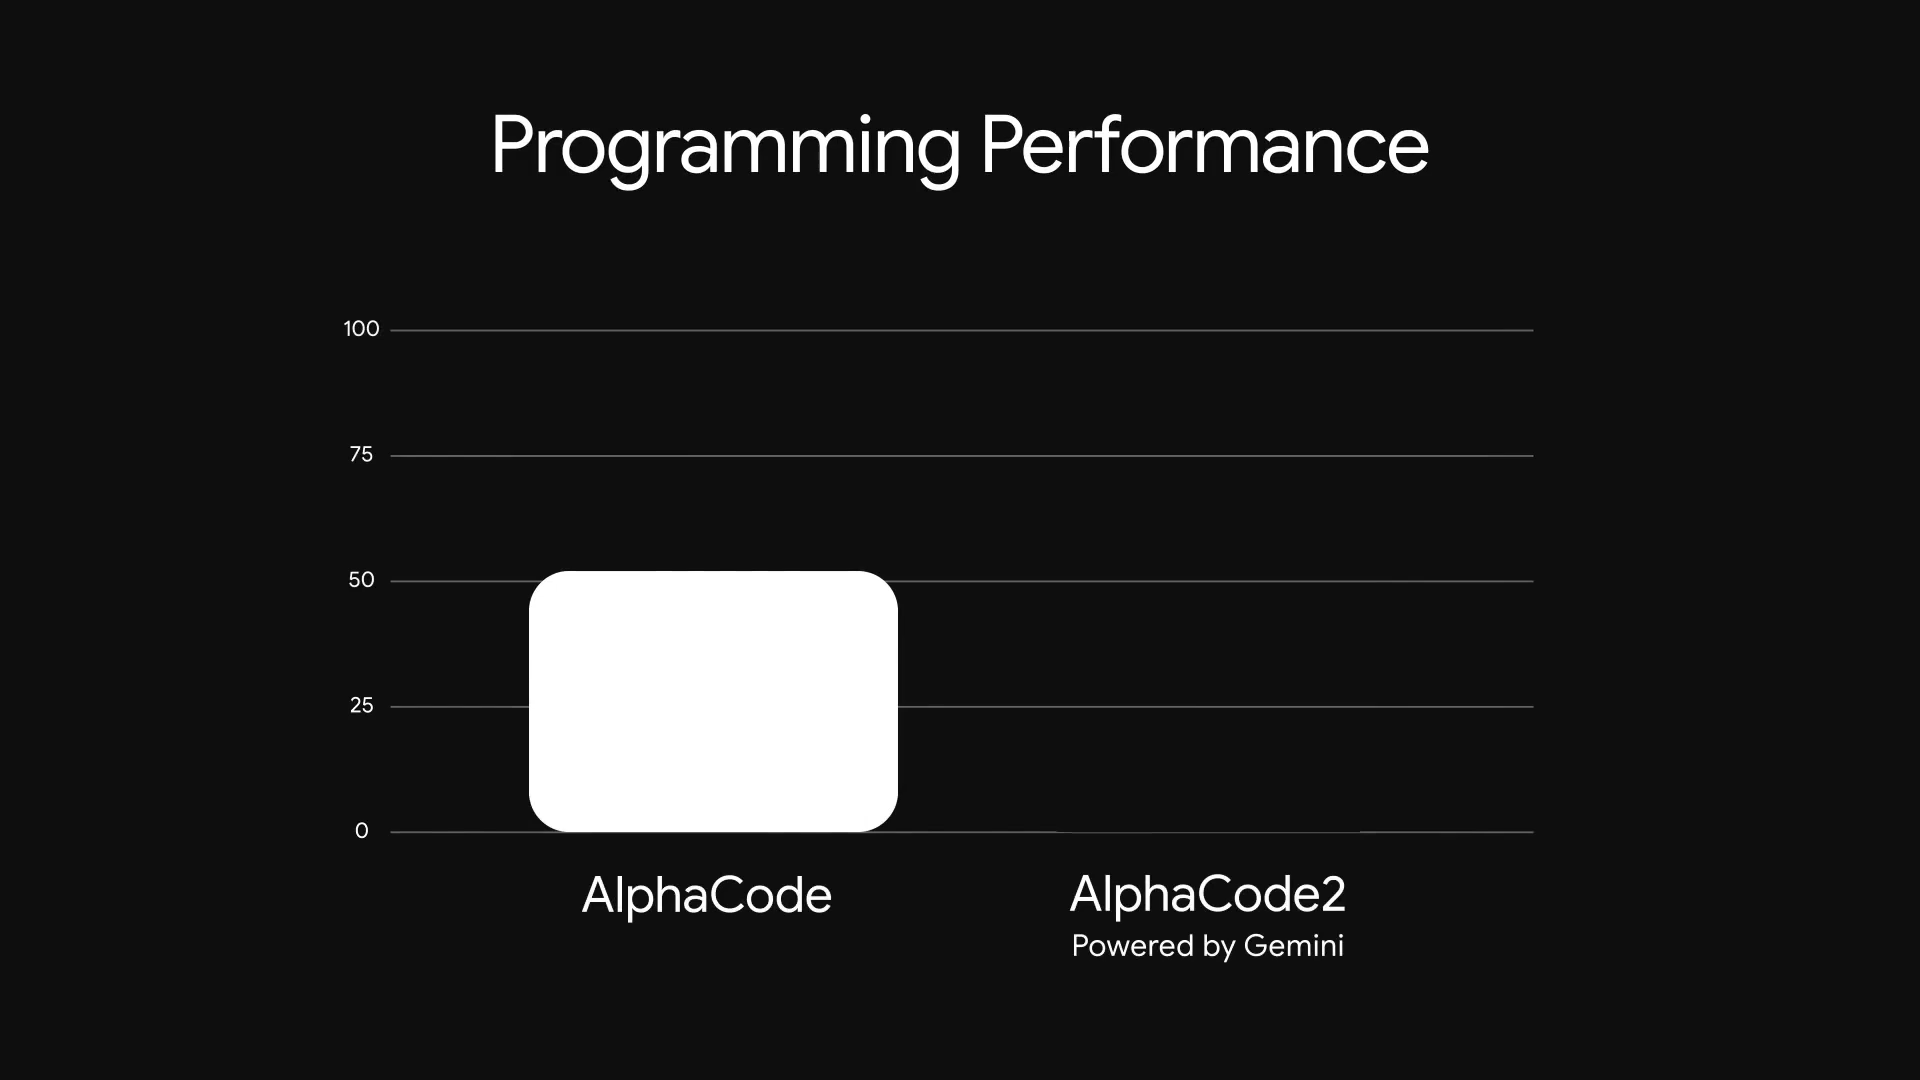 Programming Performance
100
75
50
25
0
AlphaCode
AlphaCode2
Powered by Gemini